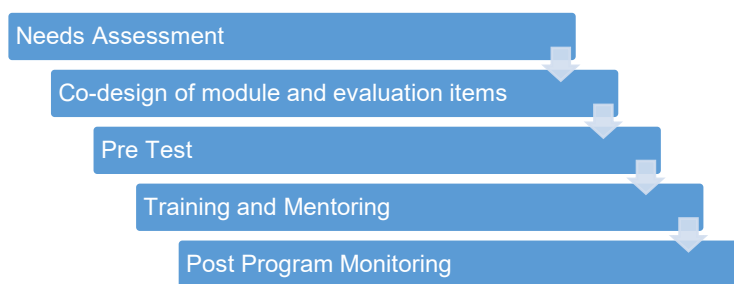 Needs Assessment
Co-design of module and evaluation items
Pre Test
Training and Mentoring
Post Program Monitoring